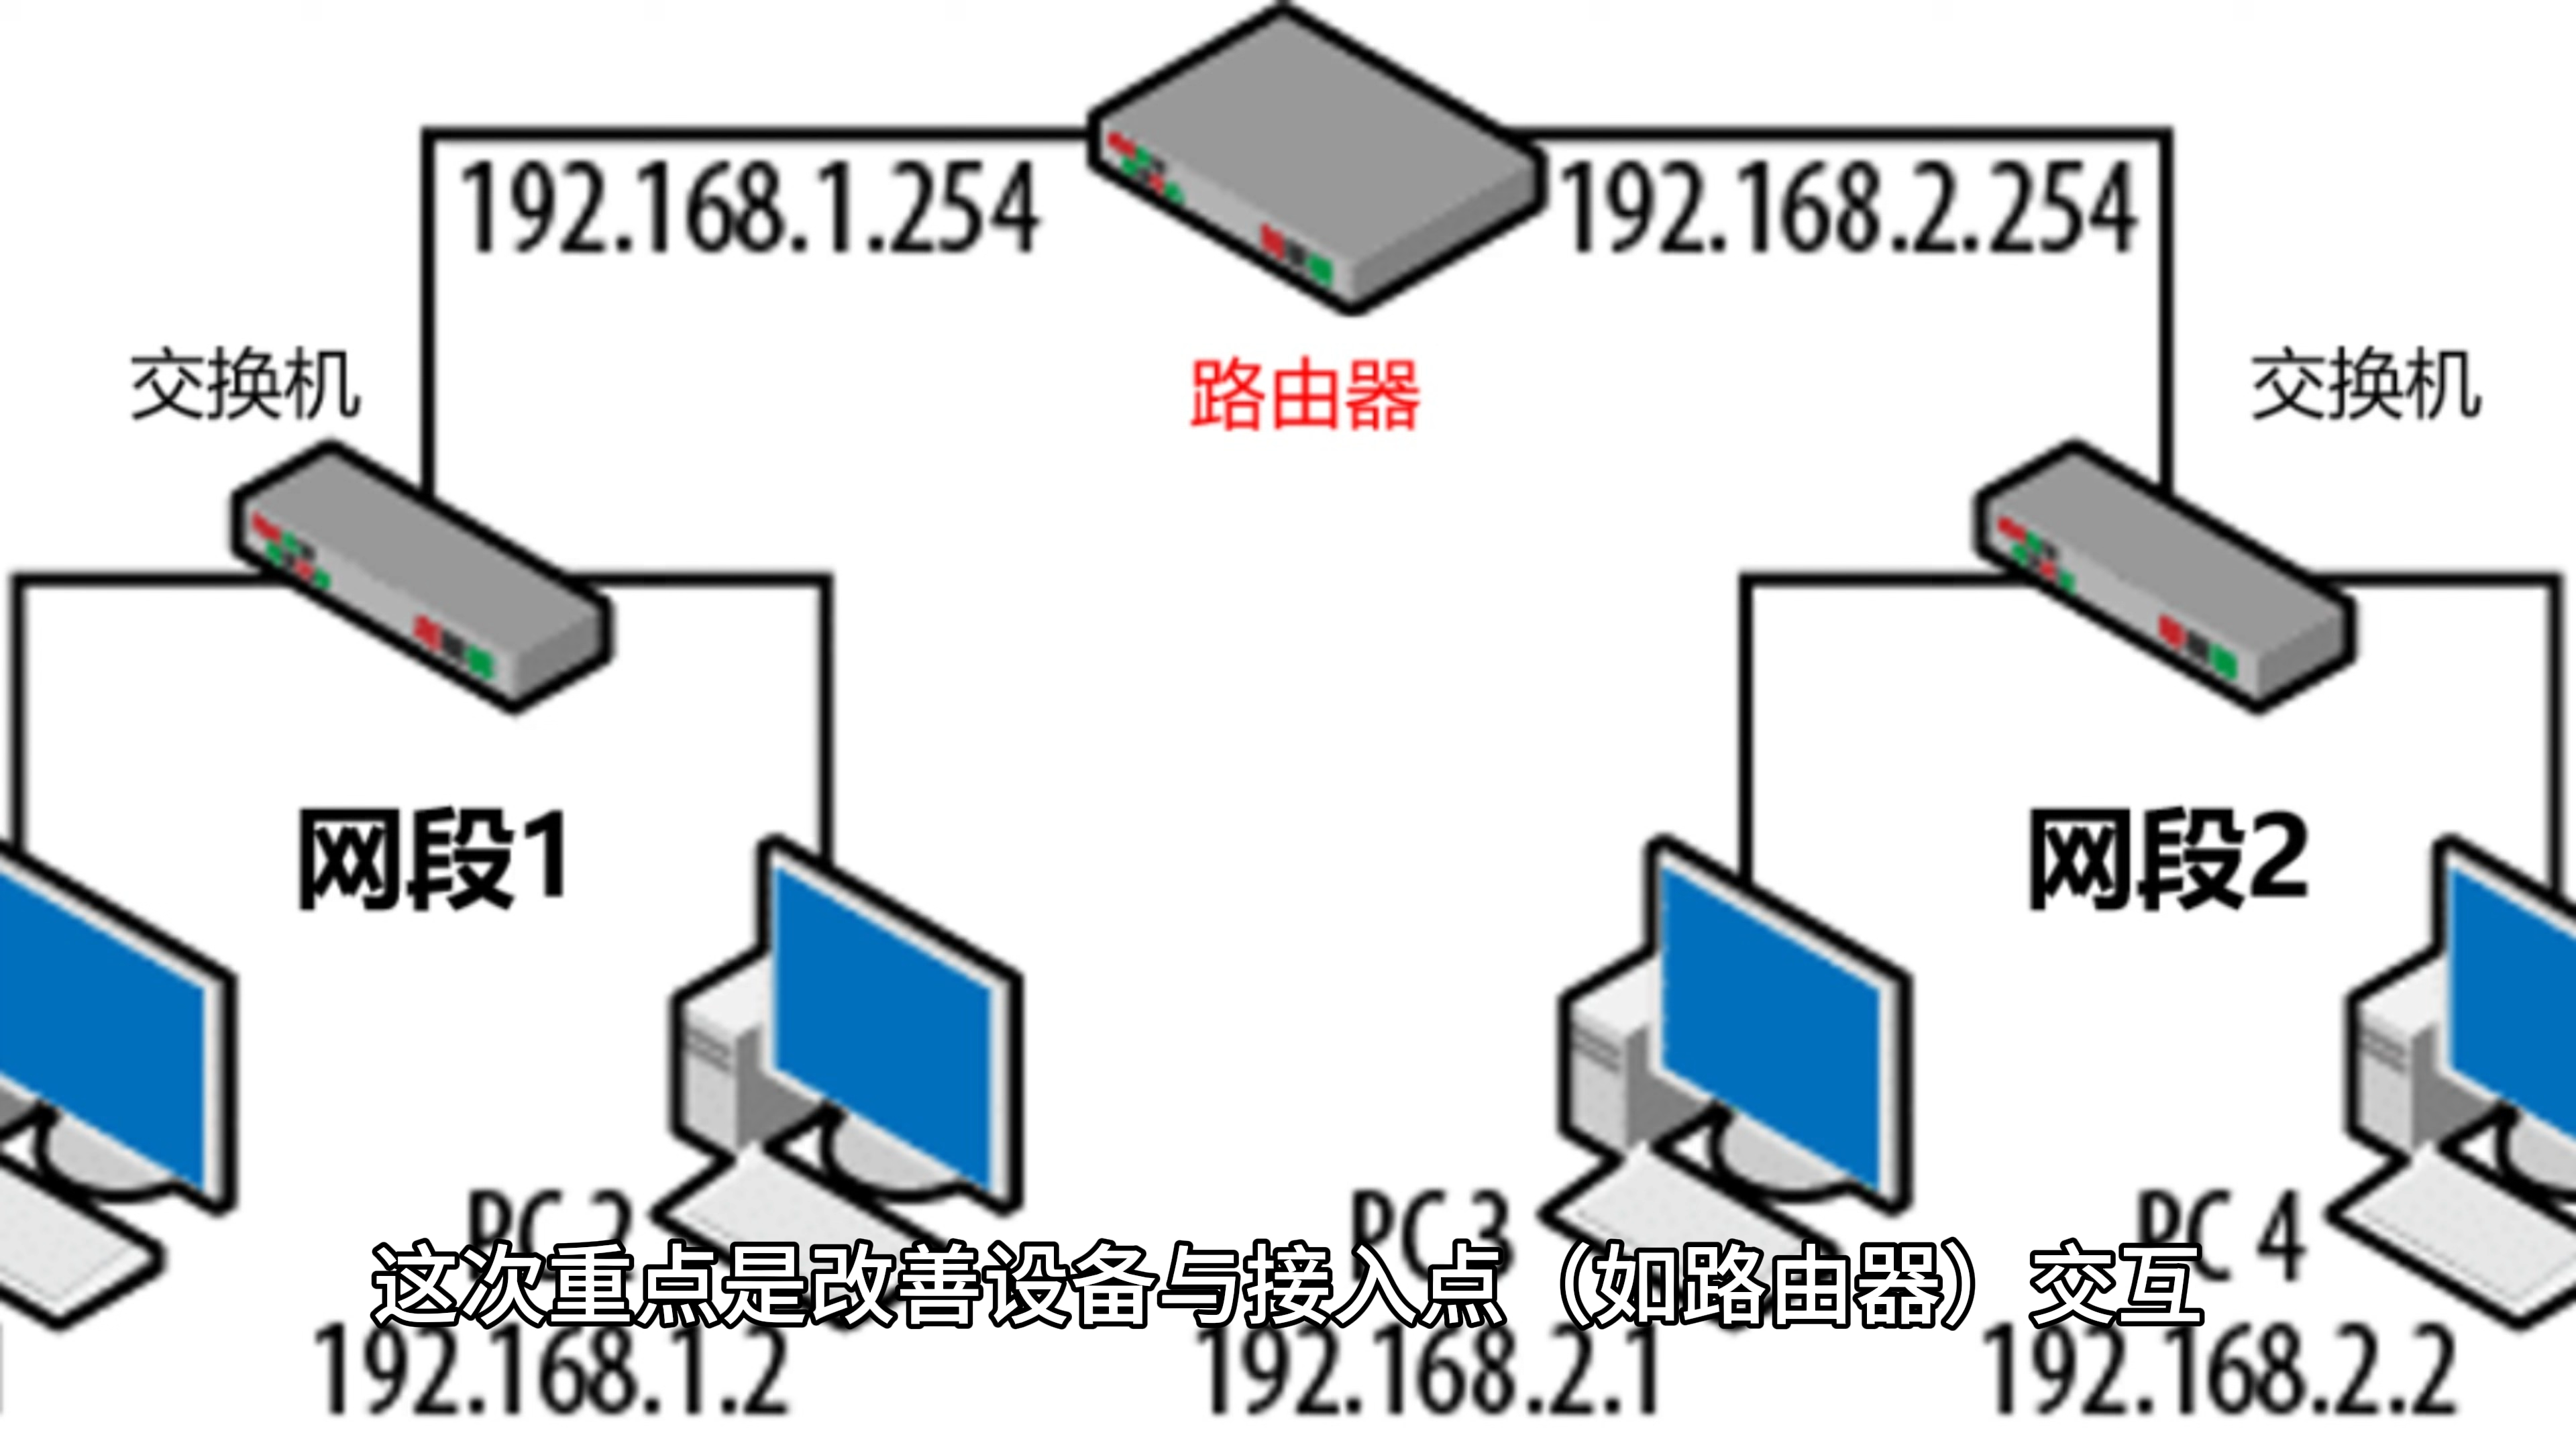 192.168.1.254
192.168.2.254
交换机
路由器
交换机
网段1
网段2
PC 2
PC 3
PC 4
这次重点是改善设备与接入点（如路由器）交互
192.168.1.2
192.168.2.1
192.168.2.2